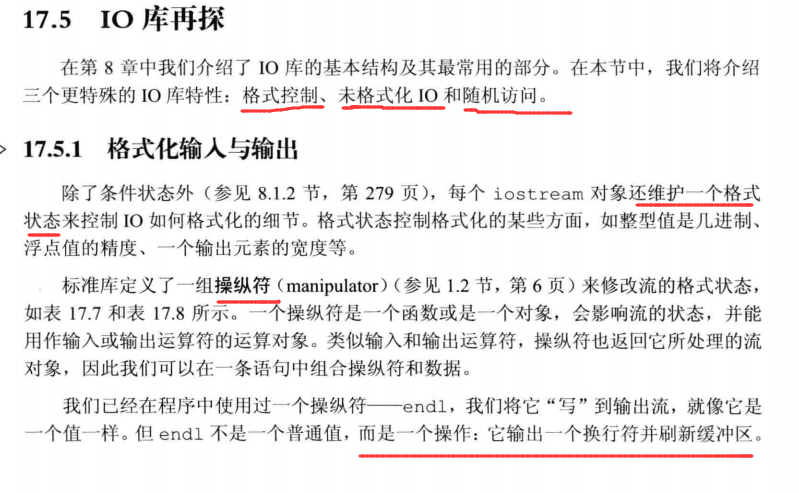 17.5 IO 库再探
在第 8 章中我们介绍了 IO 库的基本结构及其最常用的部分。在本节中，我们将介绍
三个更特殊的 IO 库特性：格式控制、未格式化 IO 和随机访问。
17.5.1 格式化输入与输出
除了条件状态外（参见 8.1.2 节，第 279 页），每个 iostream 对象还维护一个格式
状态来控制 IO 如何格式化的细节。格式状态控制格式化的某些方面，如整型值是几进制、
浮点值的精度、一个输出元素的宽度等。
标准库定义了一组操纵符（manipulator）（参见 1.2 节，第 6 页）来修改流的格式状态，
如表 17.7 和表 17.8 所示。一个操纵符是一个函数或是一个对象，会影响流的状态，并能
用作输入或输出运算符的运算对象。类似输入和输出运算符，操纵符也返回它所处理的流
对象，因此我们可以在一条语句中组合操纵符和数据。
我们已经在程序中使用过一个操纵符——endl，我们将它“写”到输出流，就像它是
一个值一样。但 endl 不是一个普通值，而是一个操作：它输出一个换行符并刷新缓冲区。